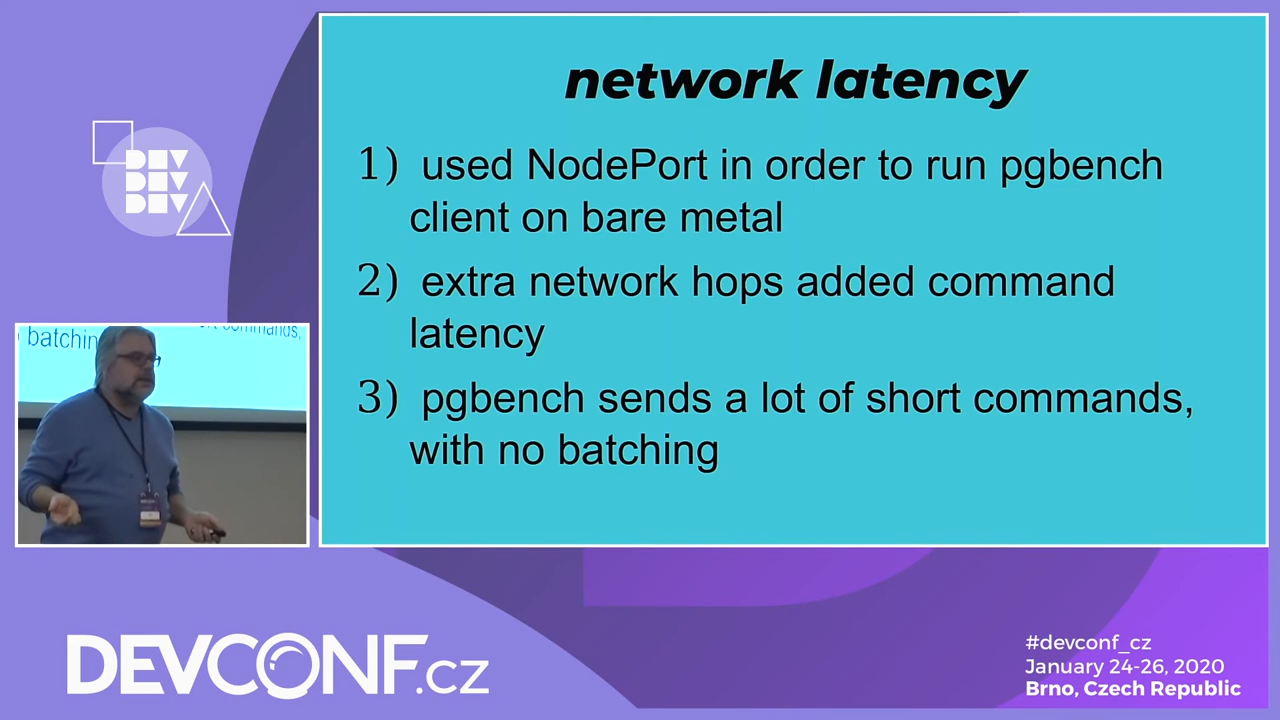 network latency
1) used NodePort in order to run pgbench
client on bare metal
2) extra network hops added command
latency
3) pgbench sends a lot of short commands,
with no batching
DEV
DEV
DEV
batching
commands,
DEVCONF.cz
#devconf_cz
January 24-26, 2020
Brno, Czech Republic